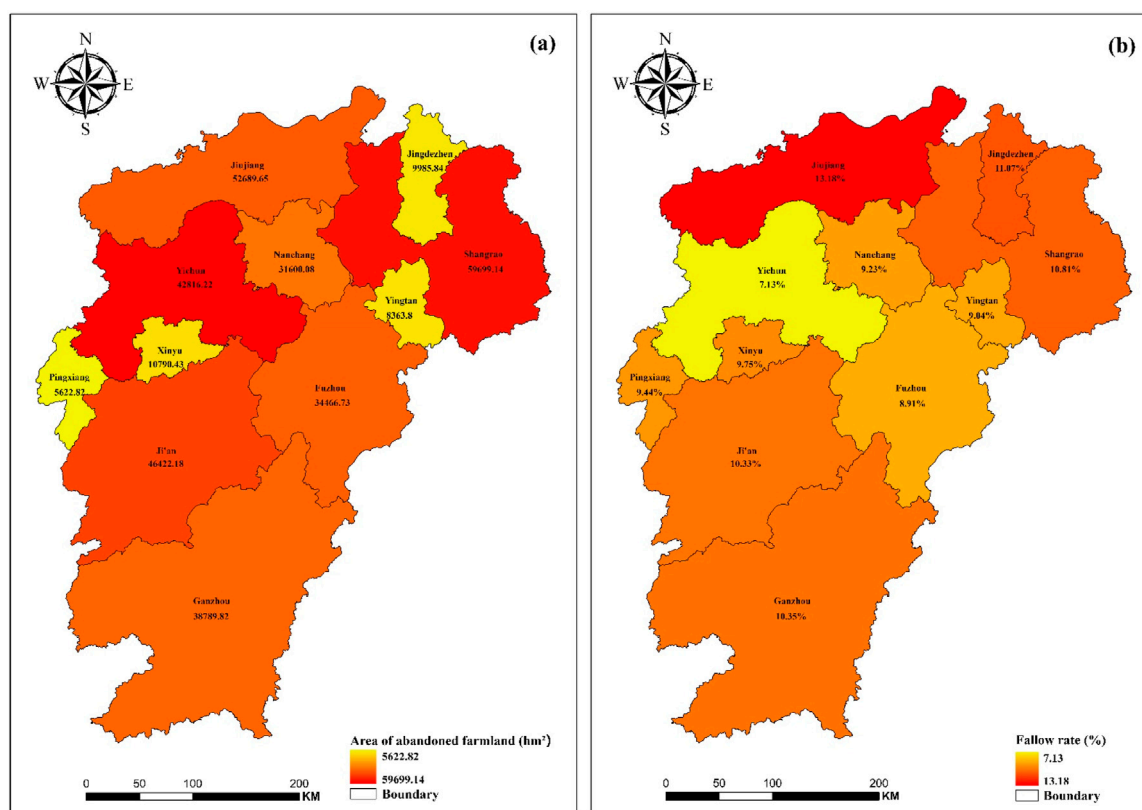 (a)
N
W E
S
Jiujiang
52689.65
Jingdezhen
9985.84
Nanchang
31600.08
Shangrao
59699.14
Yichun
42816.22
Yingtan
8363.8
Xinyu
10790.43
Pingxiang
5622.82
Fuzhou
34466.73
Ji'an
46422.18
Ganzhou
38789.82
Area of abandoned farmland (hm²)
5622.82
59699.14
Boundary
0 50 100 200
KM
(b)
N
W E
S
Jiujiang
13.18%
Jingdezhen
11.07%
Shangrao
10.81%
Yichun
7.13%
Nanchang
9.23%
Yingtan
9.04%
Xinyu
9.75%
Pingxiang
9.44%
Fuzhou
8.91%
Ji'an
10.33%
Ganzhou
10.35%
Fallow rate (%)
7.13
13.18
Boundary
0 50 100 200
KM